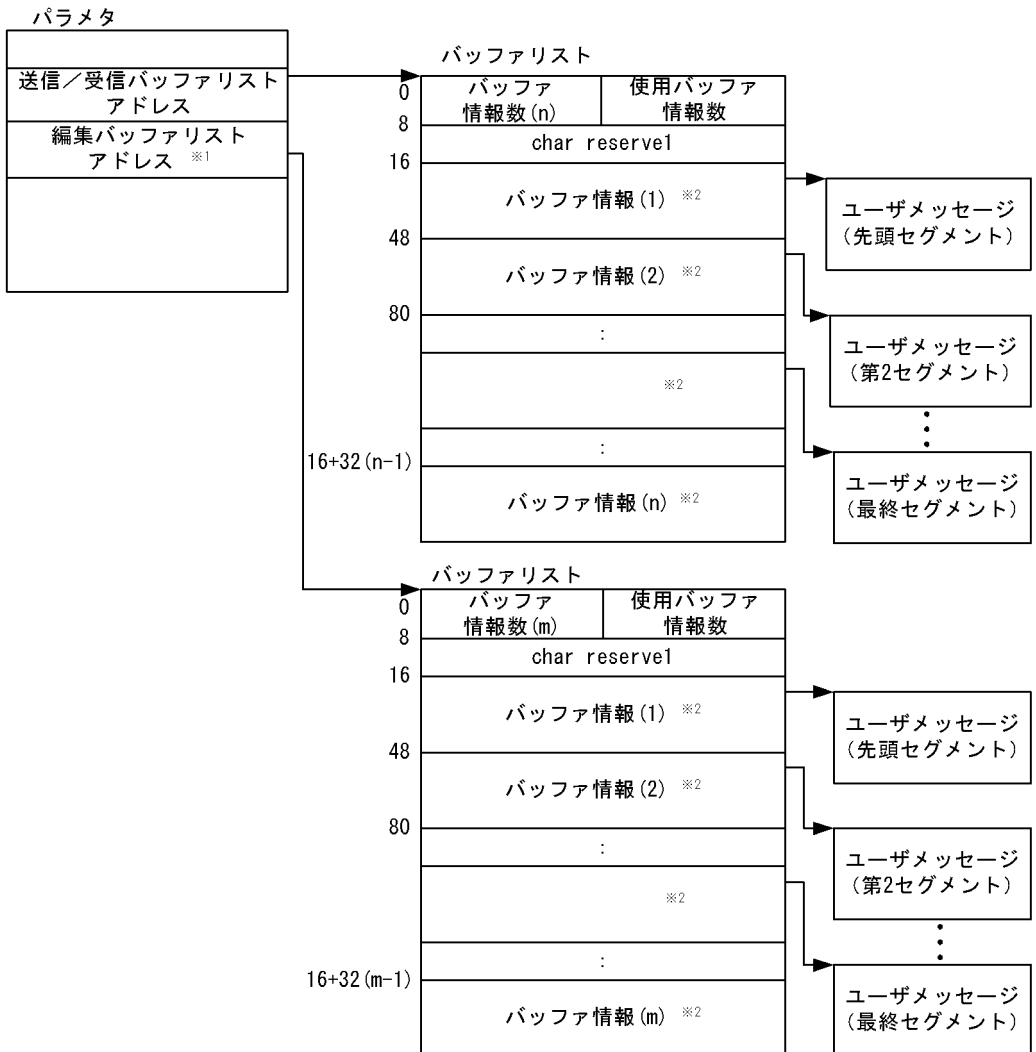 パラメタ
送信／受信バッファリスト
アドレス
編集バッファリスト
アドレス ※1
バッファリスト
0
バッファ
情報数(n)
使用バッファ
情報数
8
char reserve1
16
バッファ情報(1) ※2
ユーザメッセージ
(先頭セグメント)
48
バッファ情報(2) ※2
80
ユーザメッセージ
(第2セグメント)
:
※2
:
16+32(n-1)
ユーザメッセージ
(最終セグメント)
バッファ情報(n) ※2
バッファリスト
0
バッファ
情報数(m)
使用バッファ
情報数
8
char reserve1
16
バッファ情報(1) ※2
ユーザメッセージ
(先頭セグメント)
48
バッファ情報(2) ※2
80
:
ユーザメッセージ
(第2セグメント)
※2
:
16+32(m-1)
バッファ情報(m) ※2
ユーザメッセージ
(最終セグメント)